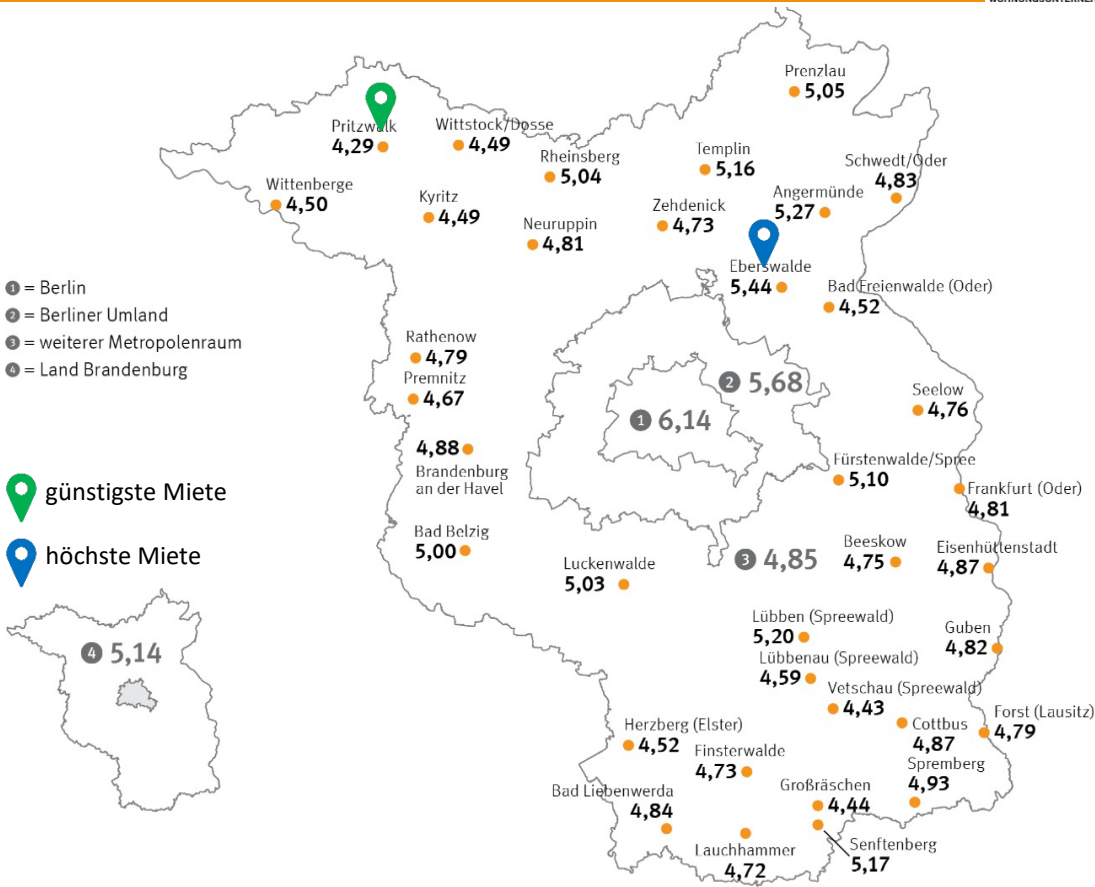 Prenzlau
5,05
Pritzwalk
4,29
Wittstock/Dosse
4,49
Rheinsberg
5,04
Templin
5,16
Schwedt/Oder
4,83
Wittenberge
4,50
Kyritz
4,49
Angermünde
5,27
Zehdenick
4,73
Neuruppin
4,81
Eberswalde
5,44
Bad Freienwalde (Oder)
4,52
1 = Berlin
2 = Berliner Umland
3 = weiterer Metropolenraum
4 = Land Brandenburg
Rathenow
4,79
Premnitz
4,67
2 5,68
1 6,14
Seelow
4,76
4,88
Brandenburg
an der Havel
Fürstenwalde/Spree
5,10
Frankfurt (Oder)
4,81
günstigste Miete
höchste Miete
Bad Belzig
5,00
Luckenwalde
5,03
3 4,85
Beeskow
4,75
Eisenhüttenstadt
4,87
4 5,14
Lübben (Spreewald)
5,20
Guben
4,82
Lübbenau (Spreewald)
4,59
Vetschau (Spreewald)
4,43
Cottbus
4,87
Forst (Lausitz)
4,79
Herzberg (Elster)
4,52
Finsterwalde
4,73
Spremberg
4,93
Bad Liebenwerda
4,84
Großräschen
4,44
Lauchhammer
4,72
Senftenberg
5,17